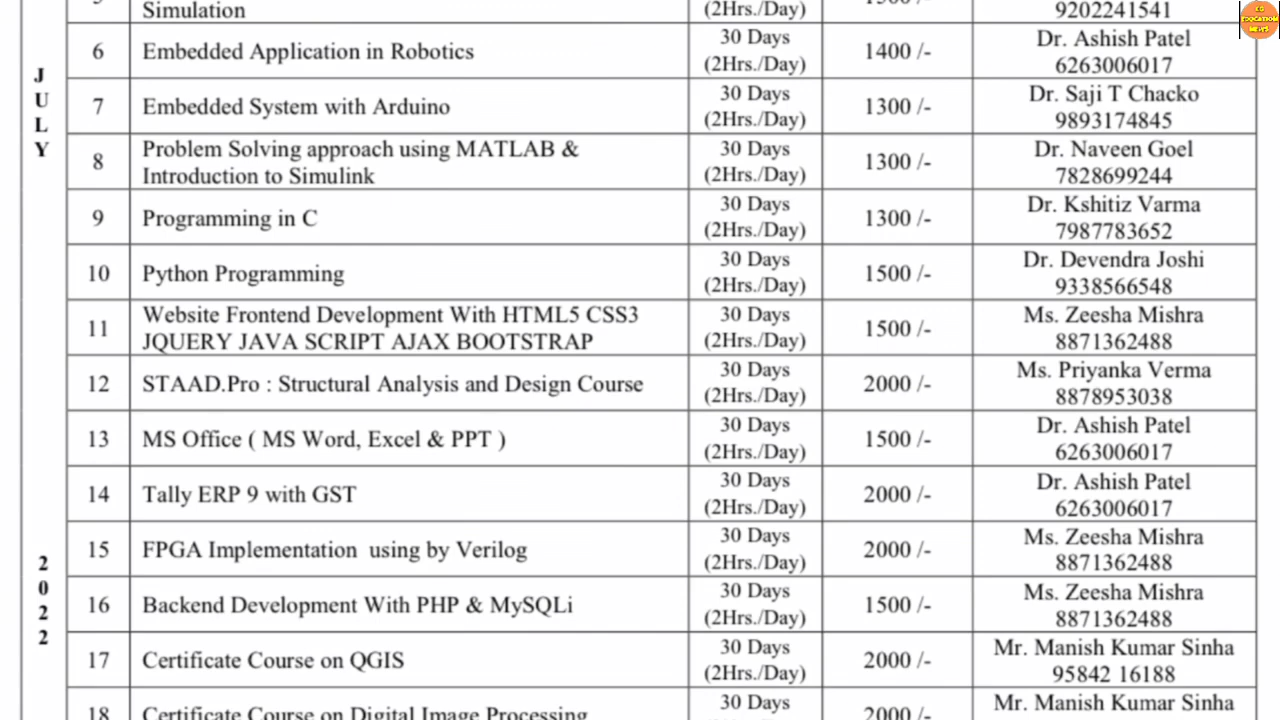 Simulation (2Hrs./Day) 9202241541
6 Embedded Application in Robotics 30 Days (2Hrs./Day) 1400 /- Dr. Ashish Patel 6263006017
7 Embedded System with Arduino 30 Days (2Hrs./Day) 1300 /- Dr. Saji T Chacko 9893174845
8 Problem Solving approach using MATLAB & Introduction to Simulink 30 Days (2Hrs./Day) 1300 /- Dr. Naveen Goel 7828699244
9 Programming in C 30 Days (2Hrs./Day) 1300 /- Dr. Kshitiz Varma 7987783652
10 Python Programming 30 Days (2Hrs./Day) 1500 /- Dr. Devendra Joshi 9338566548
11 Website Frontend Development With HTML5 CSS3 JQUERY JAVA SCRIPT AJAX BOOTSTRAP 30 Days (2Hrs./Day) 1500 /- Ms. Zeesha Mishra 8871362488
12 STAAD.Pro : Structural Analysis and Design Course 30 Days (2Hrs./Day) 2000 /- Ms. Priyanka Verma 8878953038
13 MS Office ( MS Word, Excel & PPT ) 30 Days (2Hrs./Day) 1500 /- Dr. Ashish Patel 6263006017
14 Tally ERP 9 with GST 30 Days (2Hrs./Day) 2000 /- Dr. Ashish Patel 6263006017
15 FPGA Implementation using by Verilog 30 Days (2Hrs./Day) 2000 /- Ms. Zeesha Mishra 8871362488
16 Backend Development With PHP & MySQLi 30 Days (2Hrs./Day) 1500 /- Ms. Zeesha Mishra 8871362488
17 Certificate Course on QGIS 30 Days (2Hrs./Day) 2000 /- Mr. Manish Kumar Sinha 95842 16188
18 Certificate Course on Digital Image Processing 30 Days 2000 /- Mr. Manish Kumar Sinha
JULY
2022
EDUCATION
NEWS